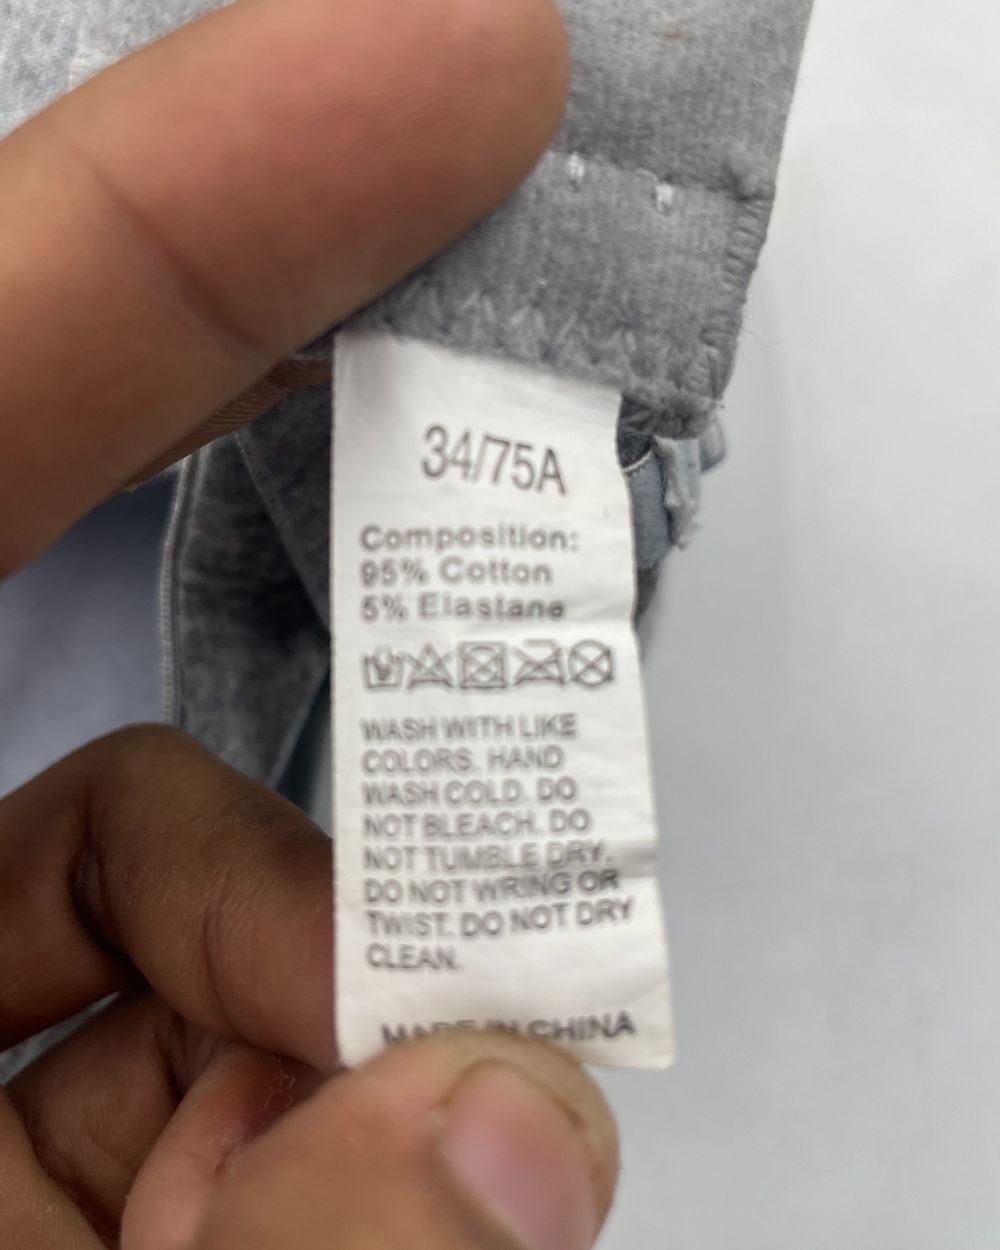 34/75A
Composition:
95% Cotton
5% Elastane
WASH WITH LIKE
COLORS. HAND
WASH COLD. DO
NOT BLEACH. DO
NOT TUMBLE DRY.
DO NOT WRING OR
TWIST. DO NOT DRY
CLEAN.
MADE IN CHINA